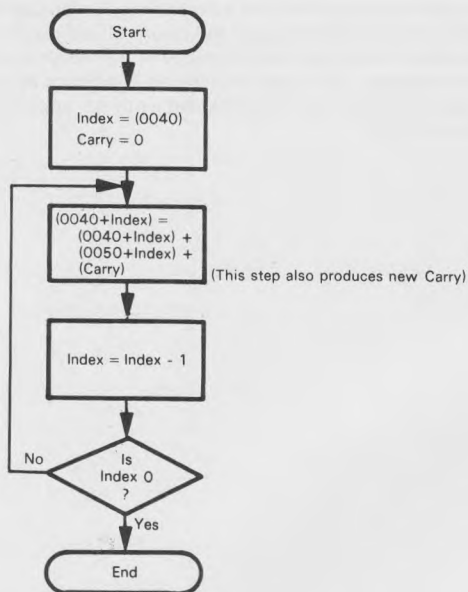 Start
Index = (0040)
Carry = 0
(0040+Index) =
(0040+Index) +
(0050+Index) +
(Carry)
(This step also produces new Carry)
Index = Index - 1
Is
Index 0
?
No
Yes
End